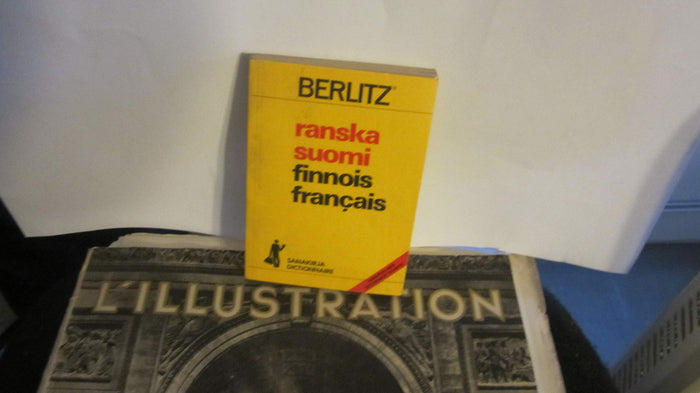 BERLITZ®
ranska
suomi
finnois
français
SANAKIRJA
DICTIONNAIRE
L'ILLUSTRATION